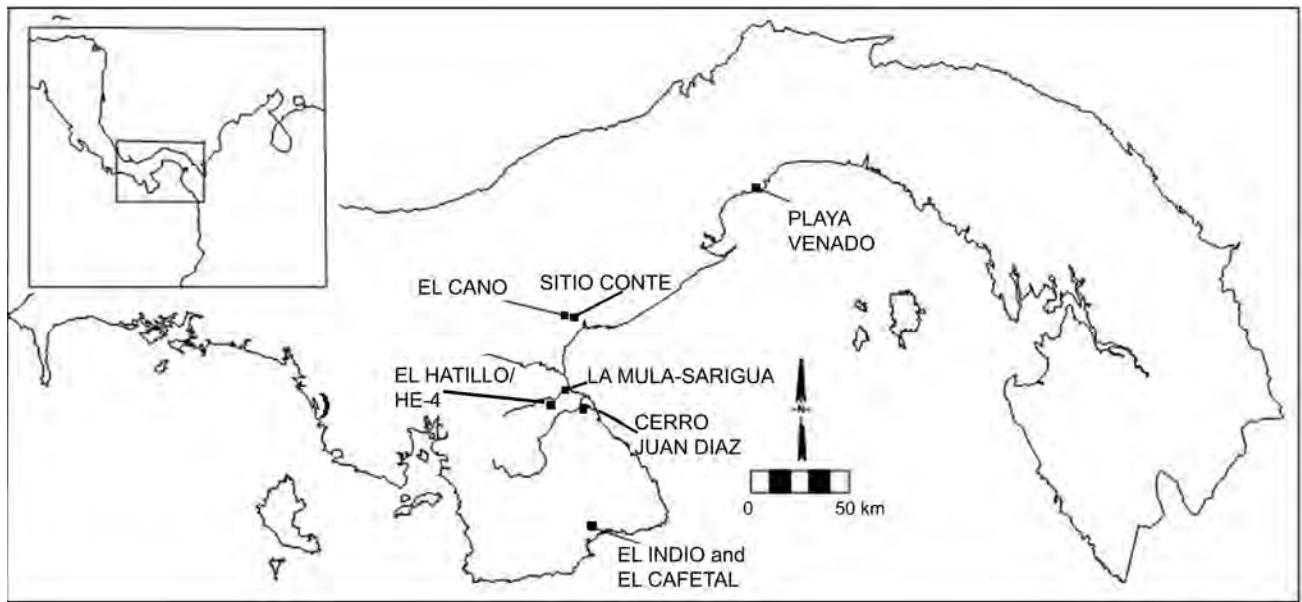 PLAYA
VENADO
SITIO CONTE
EL CANO
EL HATILLO/
HE-4
LA MULA-SARIGUA
CERRO
JUAN DIAZ
N
0 50 km
EL INDIO and
EL CAFETAL